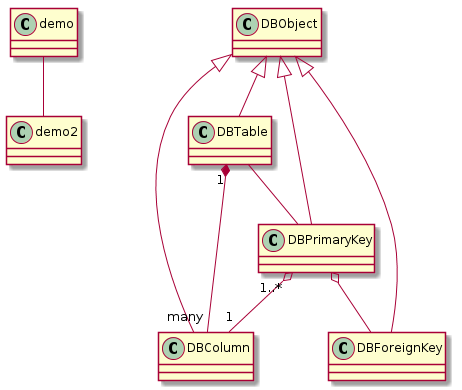 C demo
C DBObject
C demo2
C DBTable
1
C DBPrimaryKey
1..*
many
1
C DBColumn
C DBForeignKey